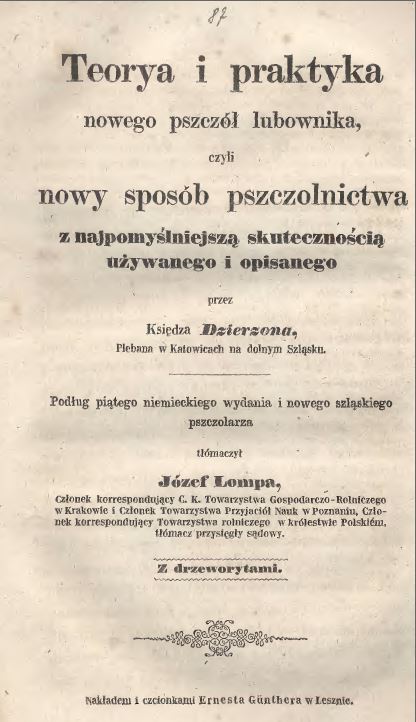 87
Teorya i praktyka
nowego pszczół lubownika,
czyli
nowy sposób pszczolnictwa
z najpomyślniejszą skutecznością
używanego i opisanego
przez
Księdza Dzierzona,
Plebana w Katowicach na dolnym Szląsku.
Podług piątego niemieckiego wydania i nowego szląskiego
pszczolarza
tłómaczył
Józef Lompa,
Członek korrespondujący C. K. Towarzystwa Gospodarczo-Rolniczego
w Krakowie i Członek Towarzystwa Przyjaciół Nauk w Poznaniu, Czło-
nek korrespondujący Towarzystwa rolniczego w królestwie Polskiém,
tłómacz przysięgły sądowy.
Z drzeworytami.
Nakładem i czcionkami Ernesta Günthera w Lesznie.